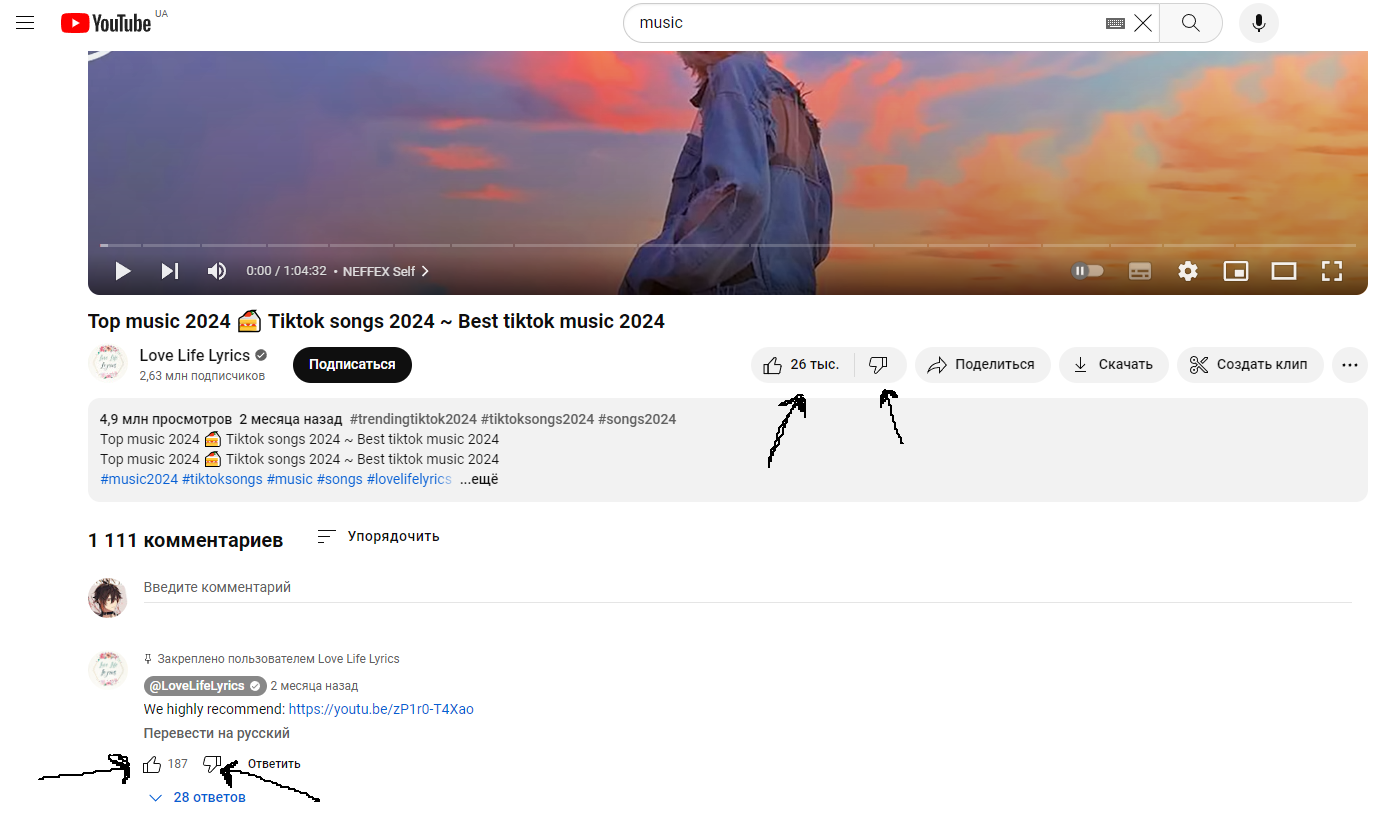 YouTube UA
music
0:00 / 1:04:32 • NEFFEX Self
Top music 2024 🍰 Tiktok songs 2024 ~ Best tiktok music 2024
Love Life Lyrics
2,63 млн подписчиков
Подписаться
26 тыс.
Поделиться
Скачать
Создать клип
4,9 млн просмотров 2 месяца назад #trendingtiktok2024 #tiktoksongs2024 #songs2024
Top music 2024 🍰 Tiktok songs 2024 ~ Best tiktok music 2024
Top music 2024 🍰 Tiktok songs 2024 ~ Best tiktok music 2024
#music2024 #tiktoksongs #music #songs #lovelifelyrics ...ещё
1 111 комментариев
Упорядочить
Введите комментарий
Закреплено пользователем Love Life Lyrics
@LoveLifeLyrics 2 месяца назад
We highly recommend: https://youtu.be/zP1r0-T4Xao
Перевести на русский
187
Ответить
28 ответов